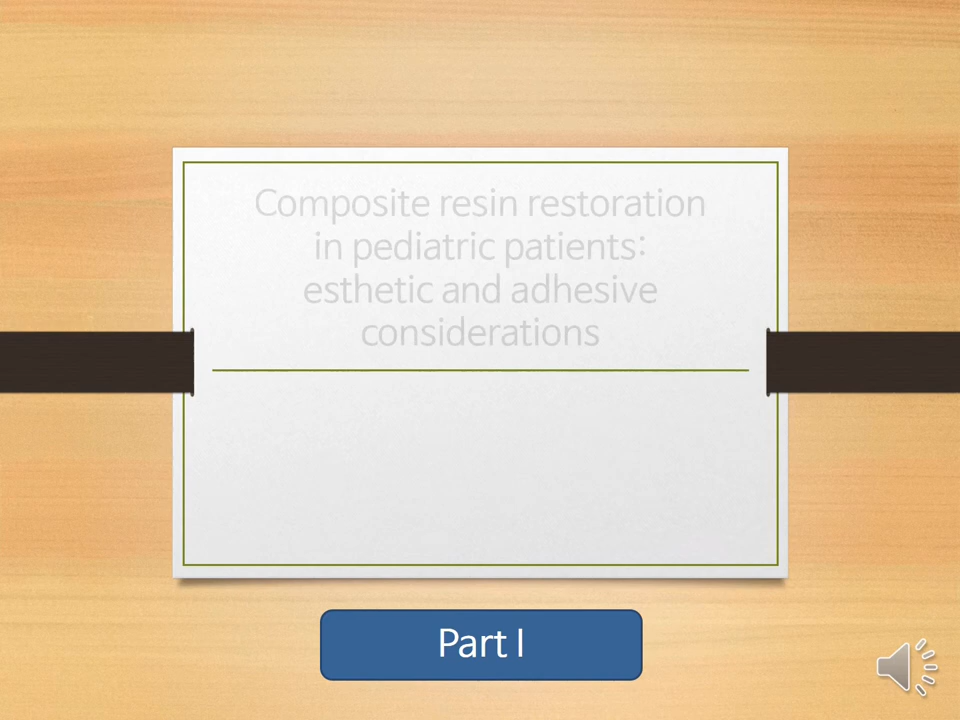 Composite resin restoration
in pediatric patients:
esthetic and adhesive
considerations
Part I